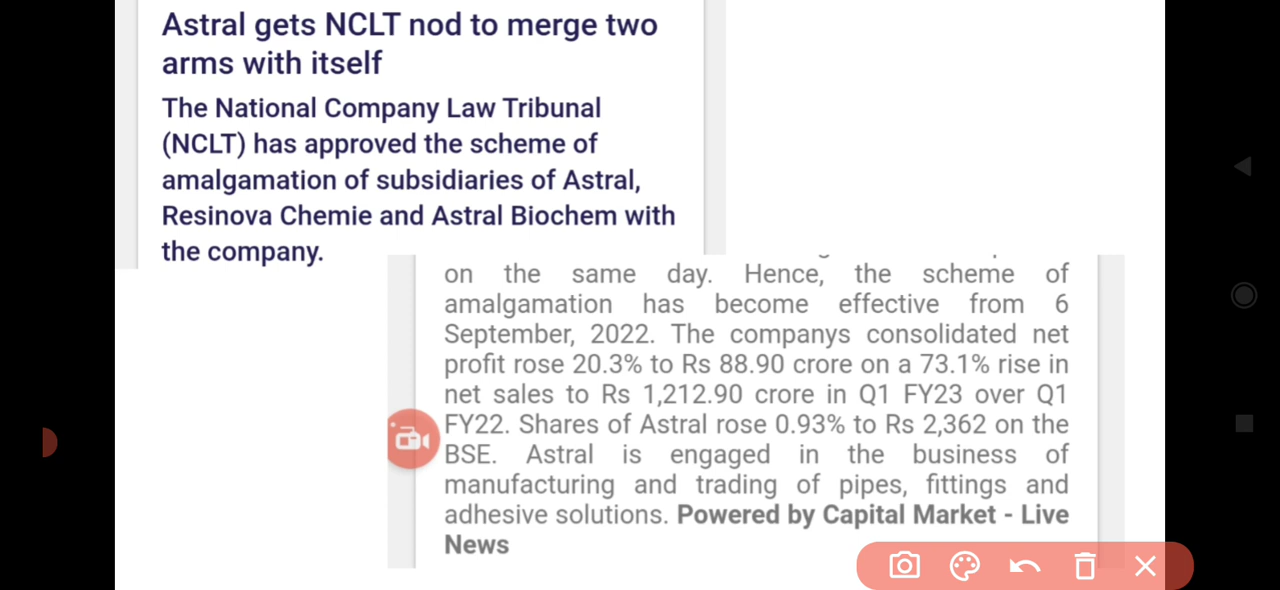 Astral gets NCLT nod to merge two
arms with itself
The National Company Law Tribunal
(NCLT) has approved the scheme of
amalgamation of subsidiaries of Astral,
Resinova Chemie and Astral Biochem with
the company.
on the same day. Hence, the scheme of
amalgamation has become effective from 6
September, 2022. The companys consolidated net
profit rose 20.3% to Rs 88.90 crore on a 73.1% rise in
net sales to Rs 1,212.90 crore in Q1 FY23 over Q1
FY22. Shares of Astral rose 0.93% to Rs 2,362 on the
BSE. Astral is engaged in the business of
manufacturing and trading of pipes, fittings and
adhesive solutions. Powered by Capital Market - Live
News